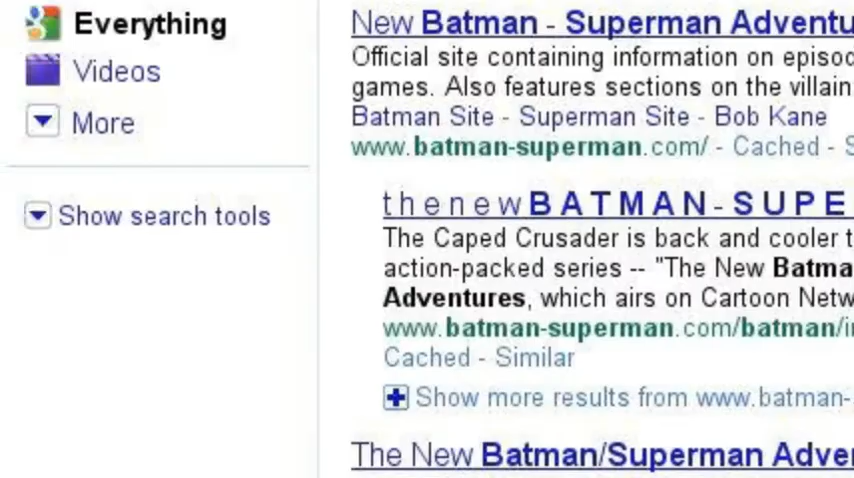 Everything
Videos
More
Show search tools
New Batman - Superman Adventu
Official site containing information on episod
games. Also features sections on the villain
Batman Site - Superman Site - Bob Kane
www.batman-superman.com/ - Cached - S
thenewBATMAN-SUPE
The Caped Crusader is back and cooler t
action-packed series -- "The New Batma
Adventures, which airs on Cartoon Netw
www.batman-superman.com/batman/i
Cached - Similar
Show more results from www.batman-
The New Batman/Superman Adve